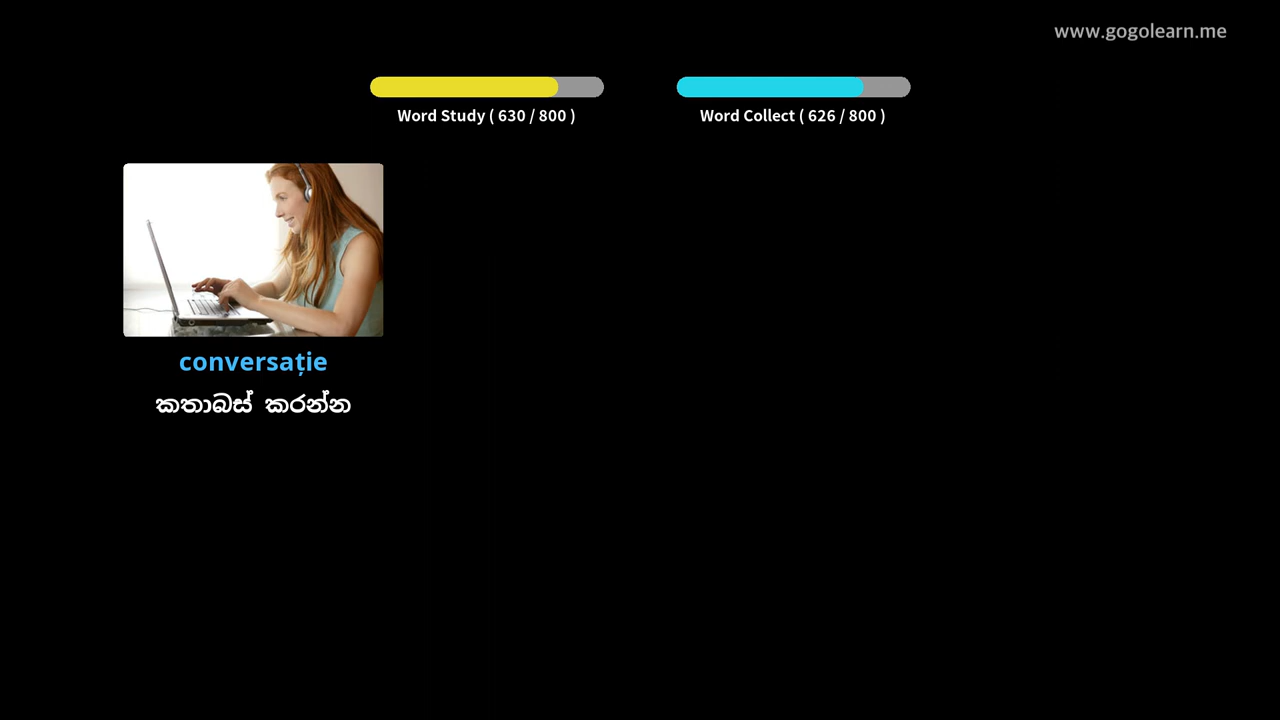 www.gogolearn.me
Word Study ( 630 / 800 )
Word Collect ( 626 / 800 )
conversație
කතාබස් කරන්න